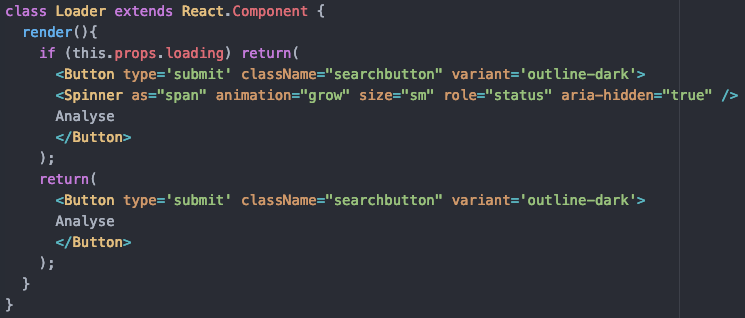 class Loader extends React.Component {
  render(){
    if (this.props.loading) return(
      <Button type='submit' className="searchbutton" variant='outline-dark'>
      <Spinner as="span" animation="grow" size="sm" role="status" aria-hidden="true" />
      Analyse
      </Button>
    );
    return(
      <Button type='submit' className="searchbutton" variant='outline-dark'>
      Analyse
      </Button>
    );
  }
}